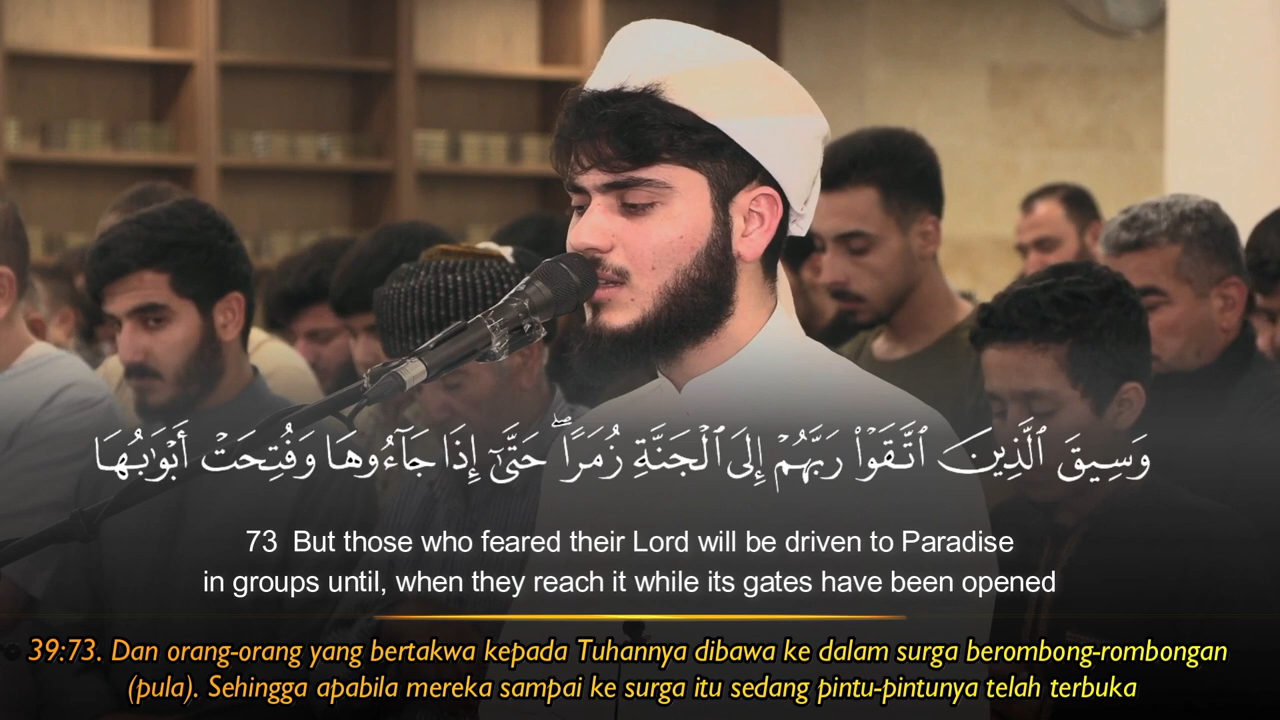 وَسِيقَ ٱلَّذِينَ ٱتَّقَوْا۟ رَبَّهُمْ إِلَى ٱلْجَنَّةِ زُمَرًا ۖ حَتَّىٰٓ إِذَا جَآءُوهَا وَفُتِحَتْ أَبْوَٰبُهَا
73 But those who feared their Lord will be driven to Paradise
in groups until, when they reach it while its gates have been opened
39:73. Dan orang-orang yang bertakwa kepada Tuhannya dibawa ke dalam surga berombong-rombongan
(pula). Sehingga apabila mereka sampai ke surga itu sedang pintu-pintunya telah terbuka